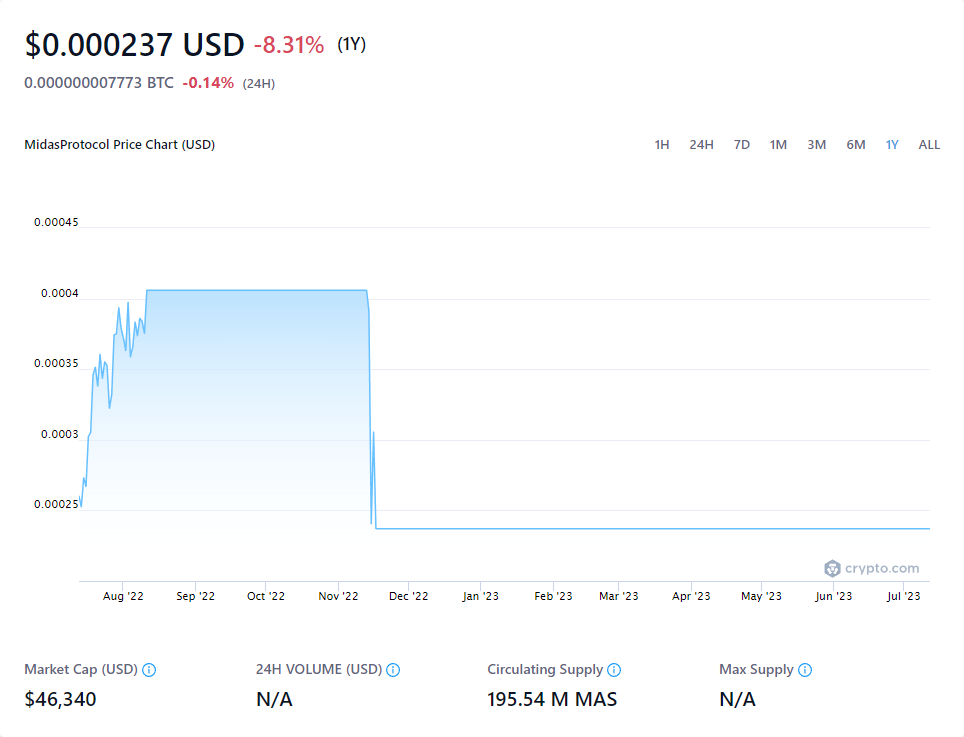 $0.000237 USD -8.31% (1Y)
0.000000007773 BTC -0.14% (24H)
MidasProtocol Price Chart (USD) 1H 24H 7D 1M 3M 6M 1Y ALL
0.00045
0.0004
0.00035
0.0003
0.00025
crypto.com
Aug '22 Sep '22 Oct '22 Nov '22 Dec '22 Jan '23 Feb '23 Mar '23 Apr '23 May '23 Jun '23 Jul '23
Market Cap (USD) 24H VOLUME (USD) Circulating Supply Max Supply
$46,340 N/A 195.54 M MAS N/A